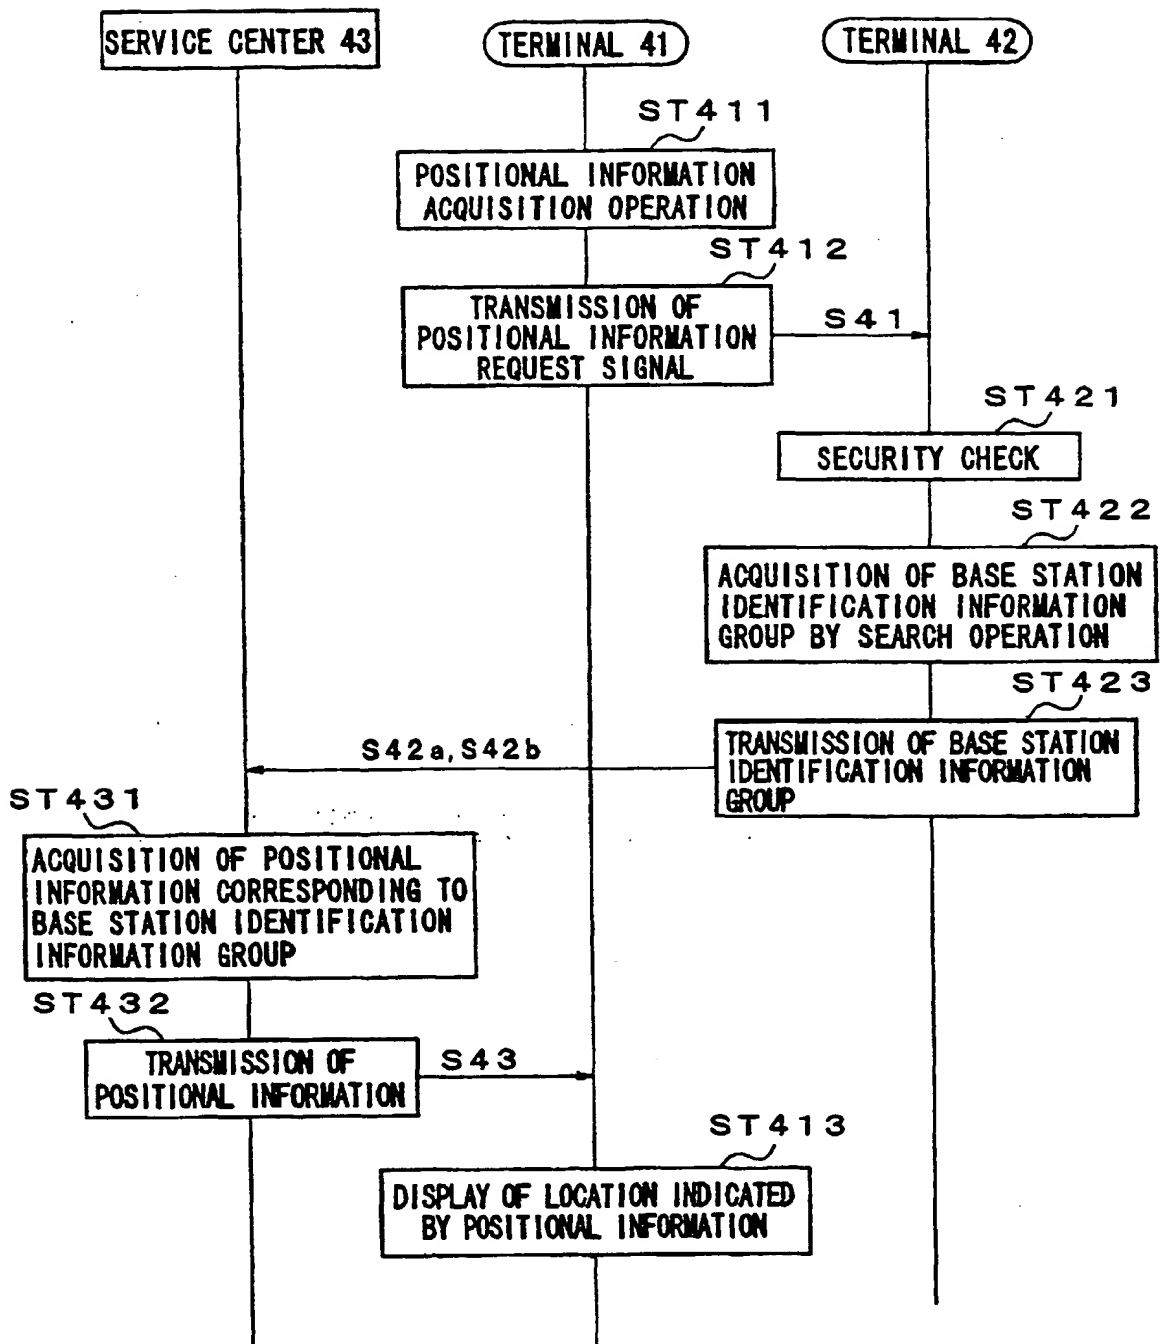 SERVICE CENTER 43
TERMINAL 41
TERMINAL 42
ST411
POSITIONAL INFORMATION
ACQUISITION OPERATION
ST412
TRANSMISSION OF
POSITIONAL INFORMATION
REQUEST SIGNAL
S41
ST421
SECURITY CHECK
ST422
ACQUISITION OF BASE STATION
IDENTIFICATION INFORMATION
GROUP BY SEARCH OPERATION
ST423
TRANSMISSION OF BASE STATION
IDENTIFICATION INFORMATION
GROUP
S42a, S42b
ST431
ACQUISITION OF POSITIONAL
INFORMATION CORRESPONDING TO
BASE STATION IDENTIFICATION
INFORMATION GROUP
ST432
TRANSMISSION OF
POSITIONAL INFORMATION
S43
ST413
DISPLAY OF LOCATION INDICATED
BY POSITIONAL INFORMATION